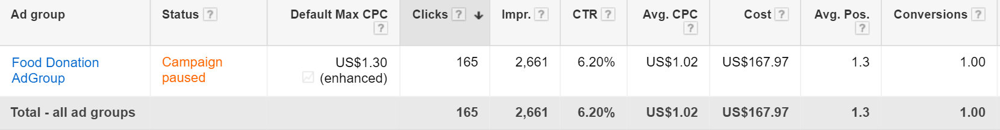 Ad group Status ? Default Max CPC ? Clicks ? Impr. ? CTR ? Avg. CPC ? Cost ? Avg. Pos. ? Conversions ?
Food Donation AdGroup Campaign paused US$1.30 (enhanced) 165 2,661 6.20% US$1.02 US$167.97 1.3 1.00
Total - all ad groups 165 2,661 6.20% US$1.02 US$167.97 1.3 1.00